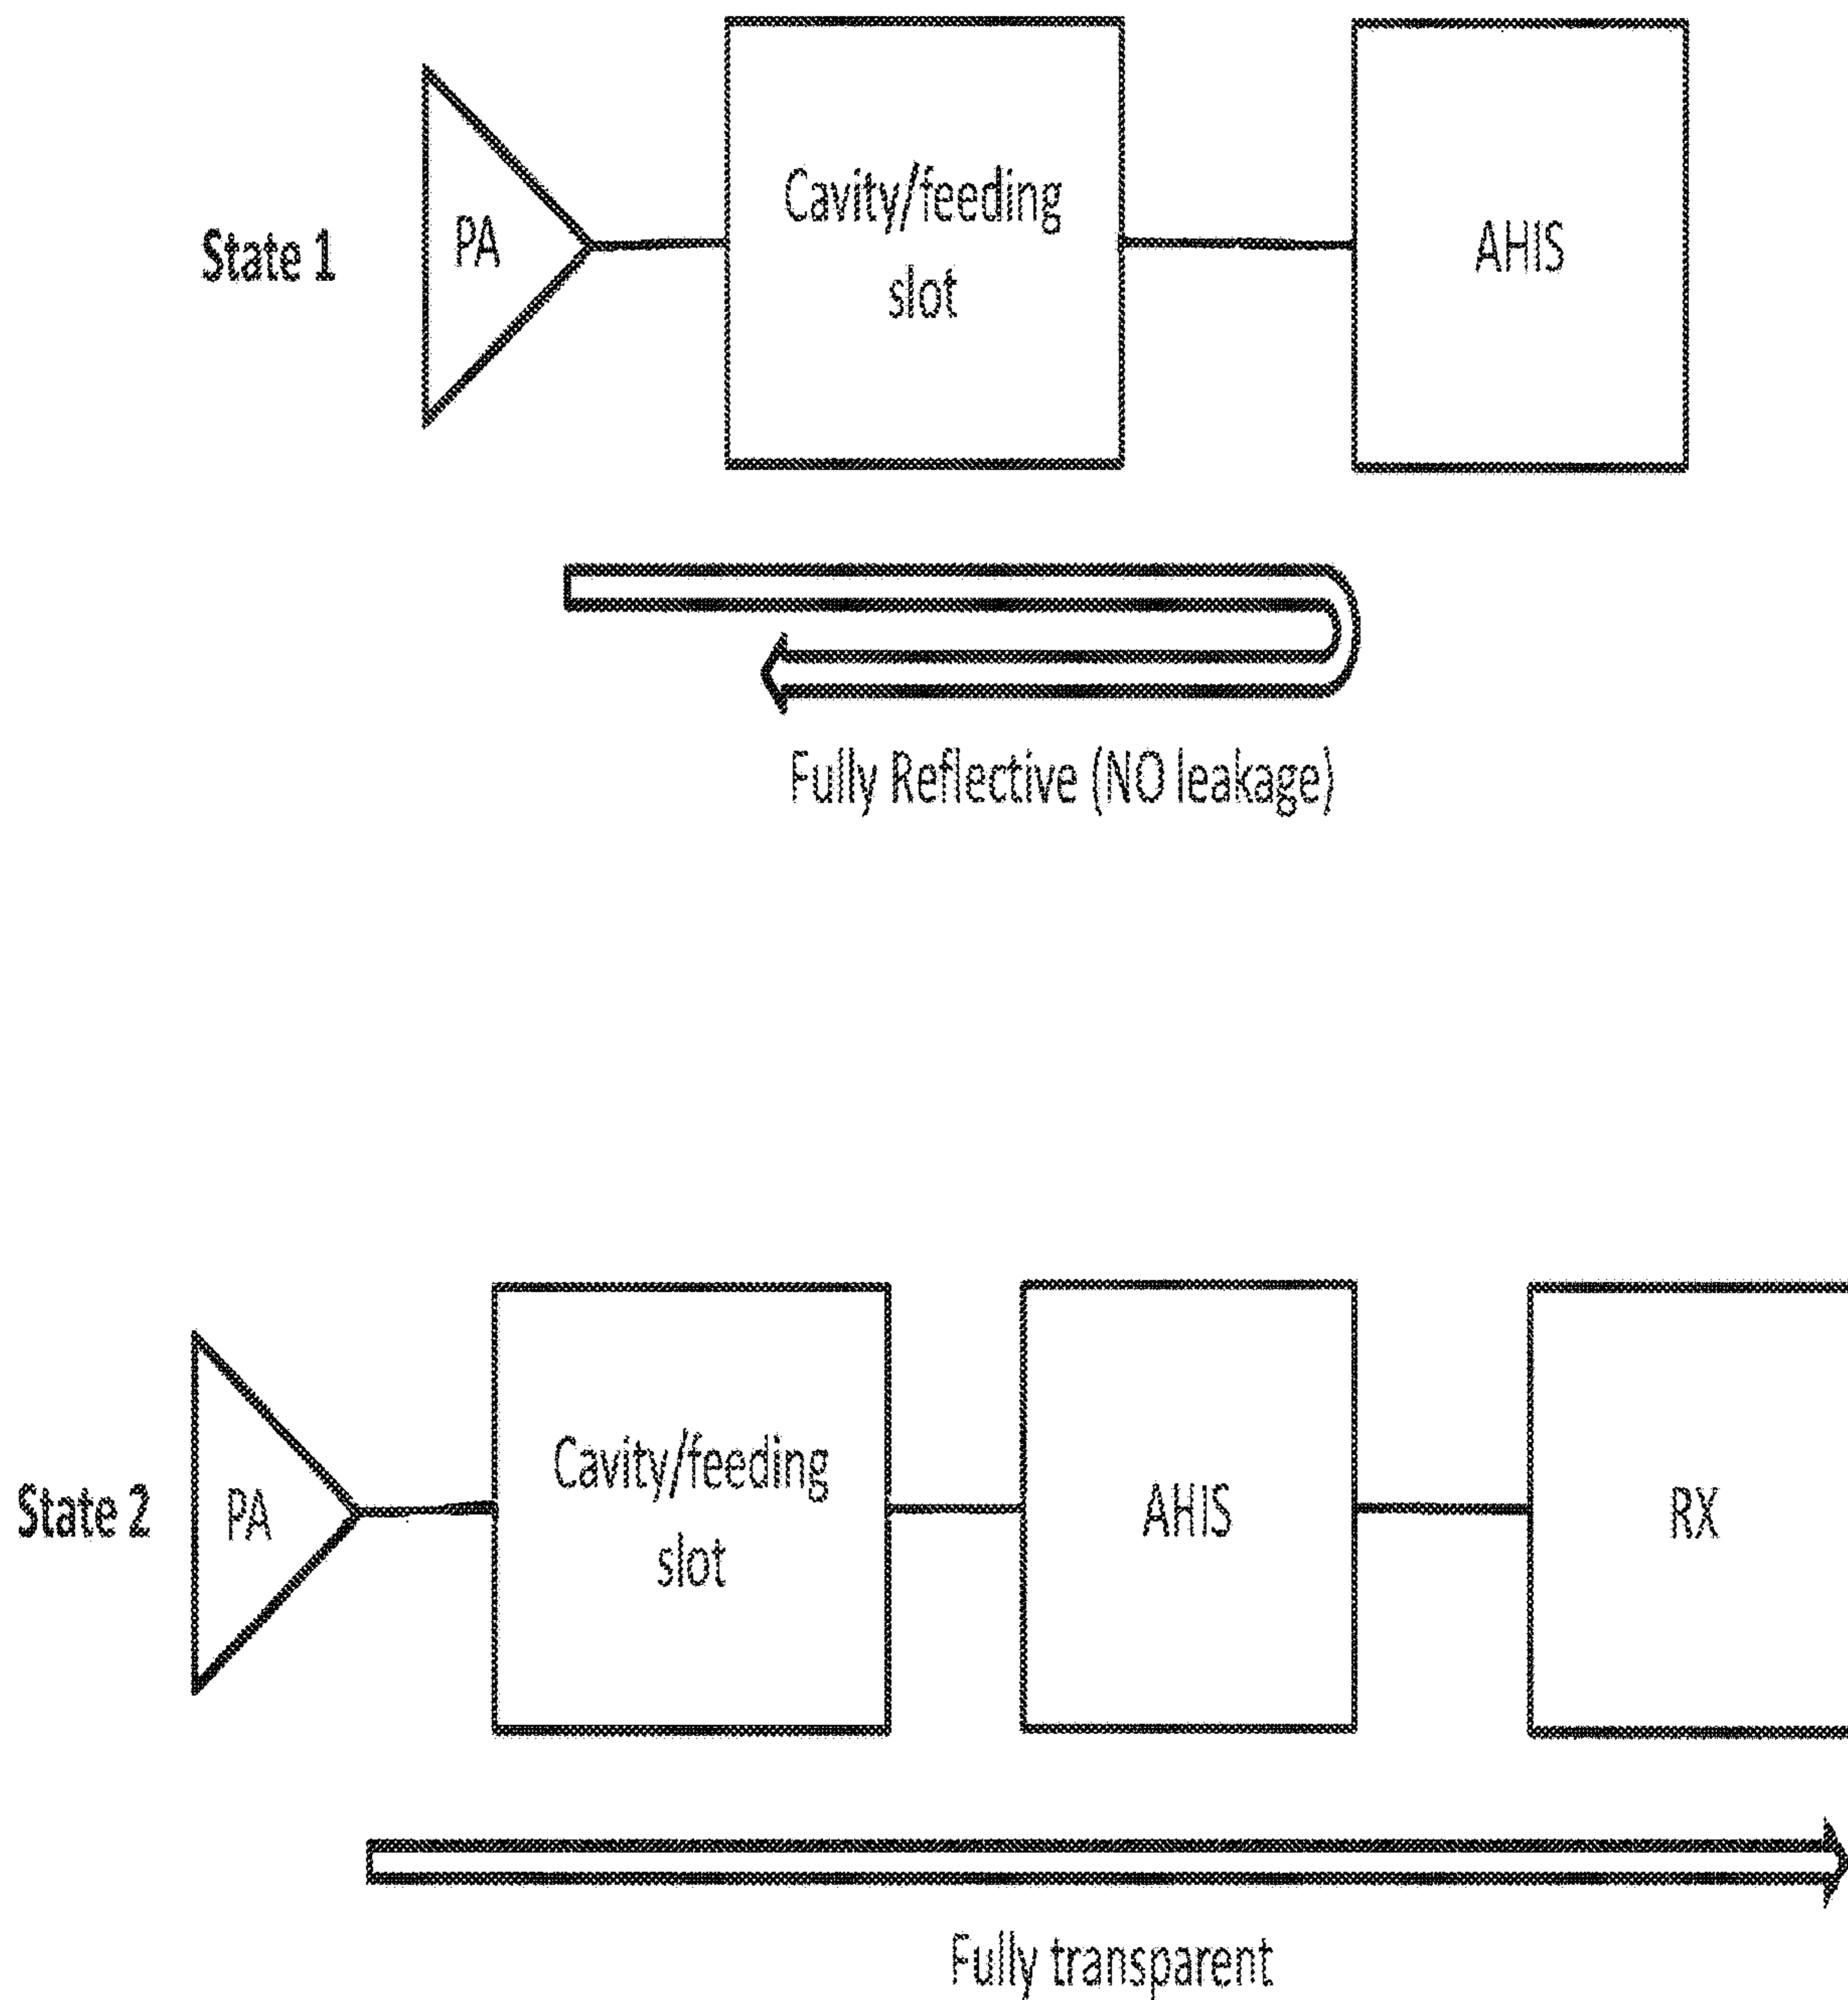 State 1
PA
Cavity/feeding
slot
AHIS
Fully Reflective (NO leakage)
State 2
PA
Cavity/feeding
slot
AHIS
RX
Fully transparent